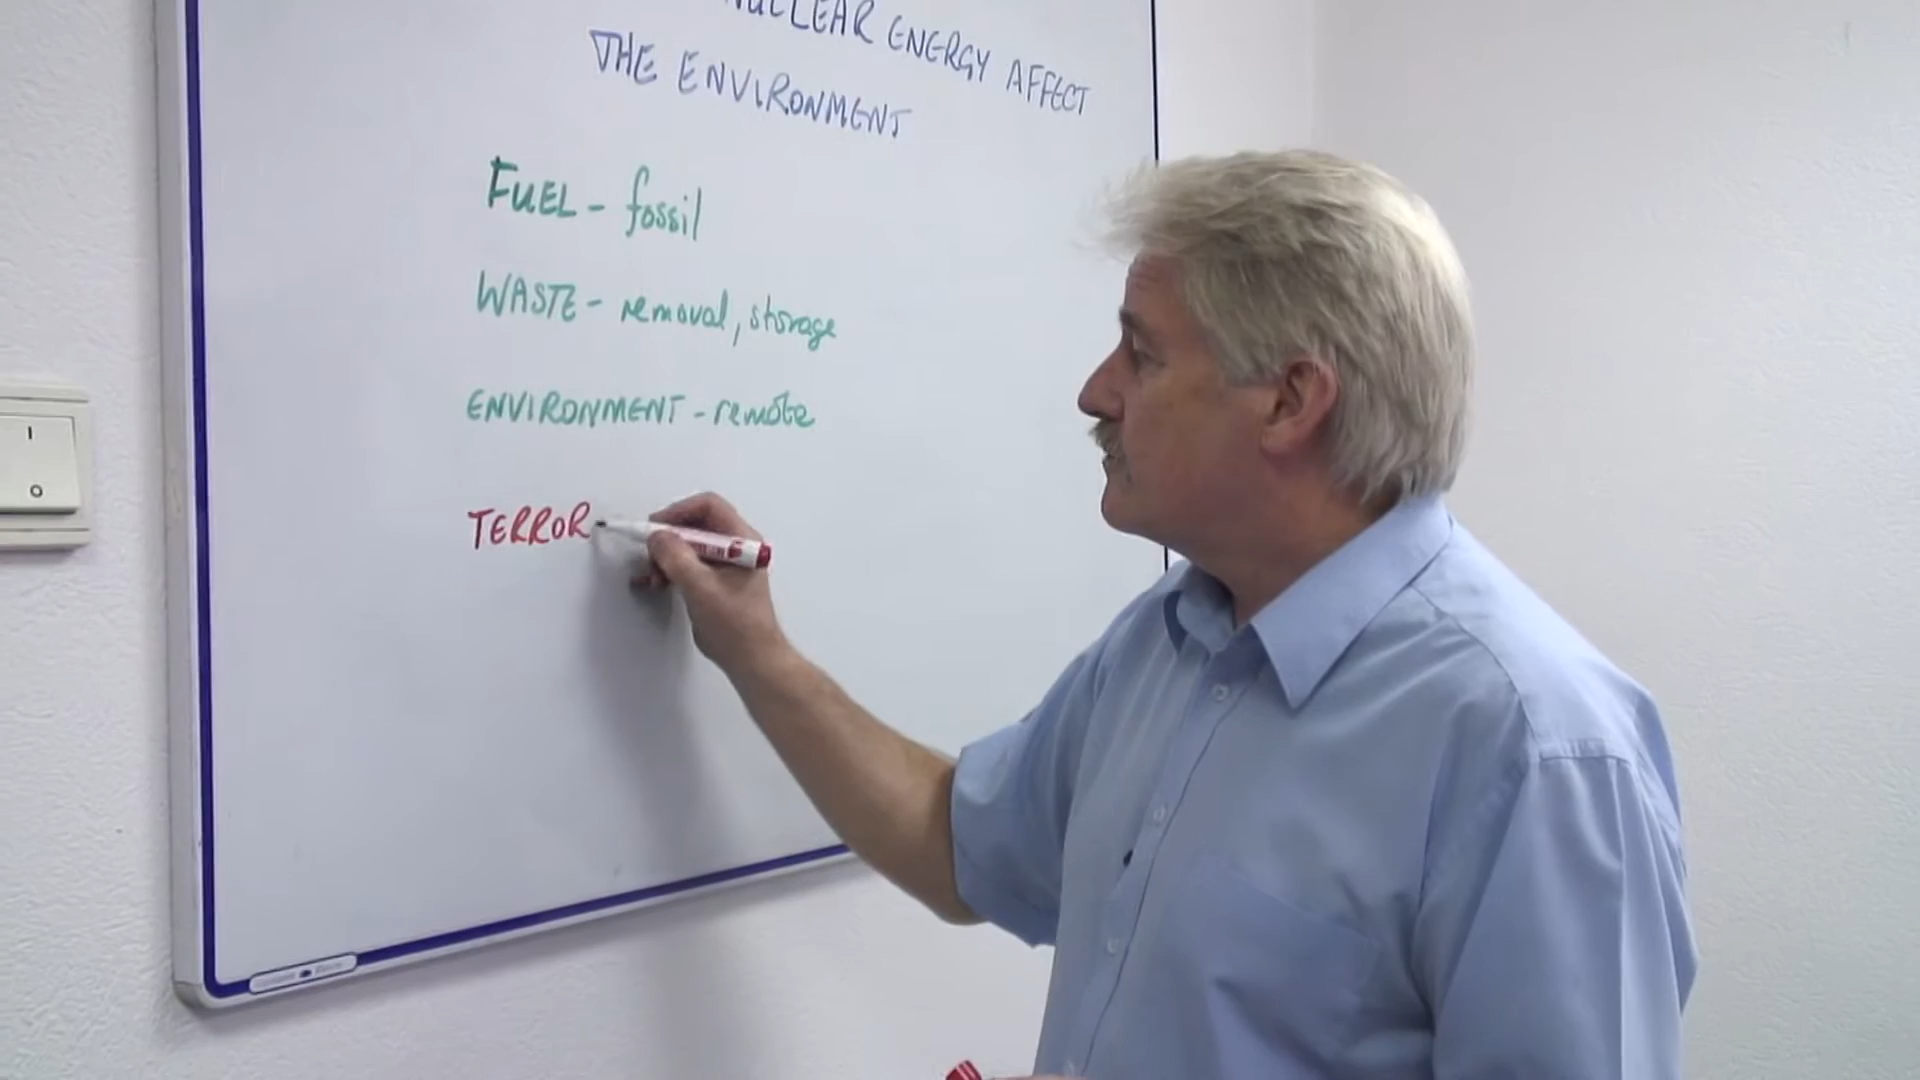 NUCLEAR ENERGY AFFECT
THE ENVIRONMENT
FUEL - fossil
WASTE - removal, storage
ENVIRONMENT - remote
TERROR